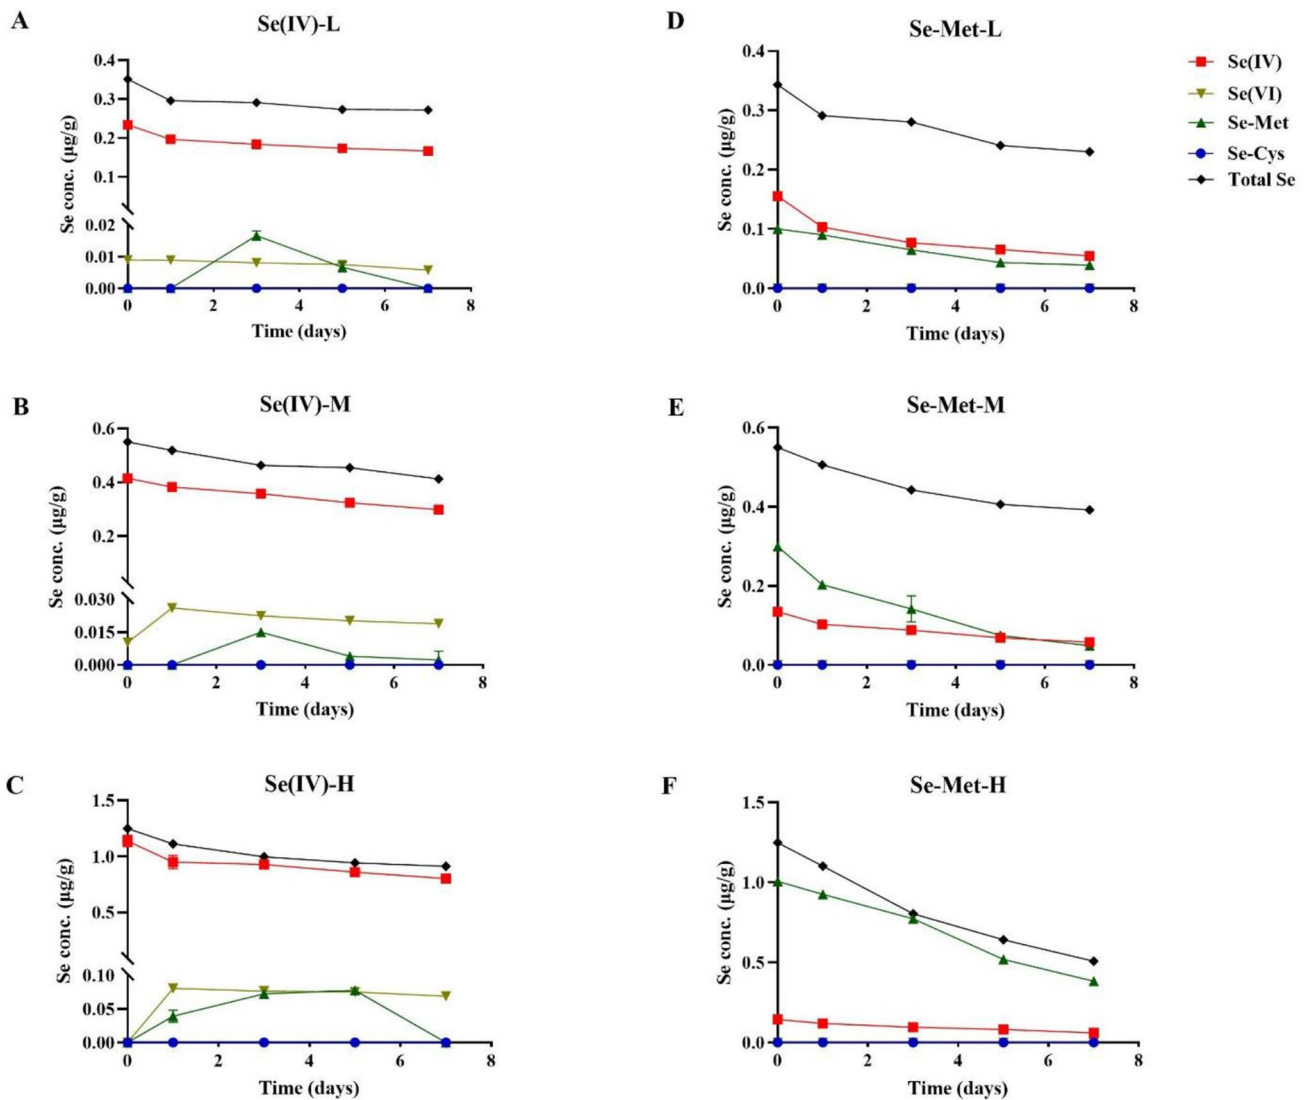 A
Se(IV)-L
Se conc. (µg/g)
0.4
0.3
0.2
0.1
0.02
0.01
0.00
0 2 4 6 8
Time (days)
D
Se-Met-L
Se conc. (µg/g)
0.4
0.3
0.2
0.1
0.0
0 2 4 6 8
Time (days)
Se(IV)
Se(VI)
Se-Met
Se-Cys
Total Se
B
Se(IV)-M
Se conc. (µg/g)
0.6
0.4
0.2
0.030
0.015
0.000
0 2 4 6 8
Time (days)
E
Se-Met-M
Se conc. (µg/g)
0.6
0.4
0.2
0.0
0 2 4 6 8
Time (days)
C
Se(IV)-H
Se conc. (µg/g)
1.5
1.0
0.5
0.10
0.05
0.00
0 2 4 6 8
Time (days)
F
Se-Met-H
Se conc. (µg/g)
1.5
1.0
0.5
0.0
0 2 4 6 8
Time (days)